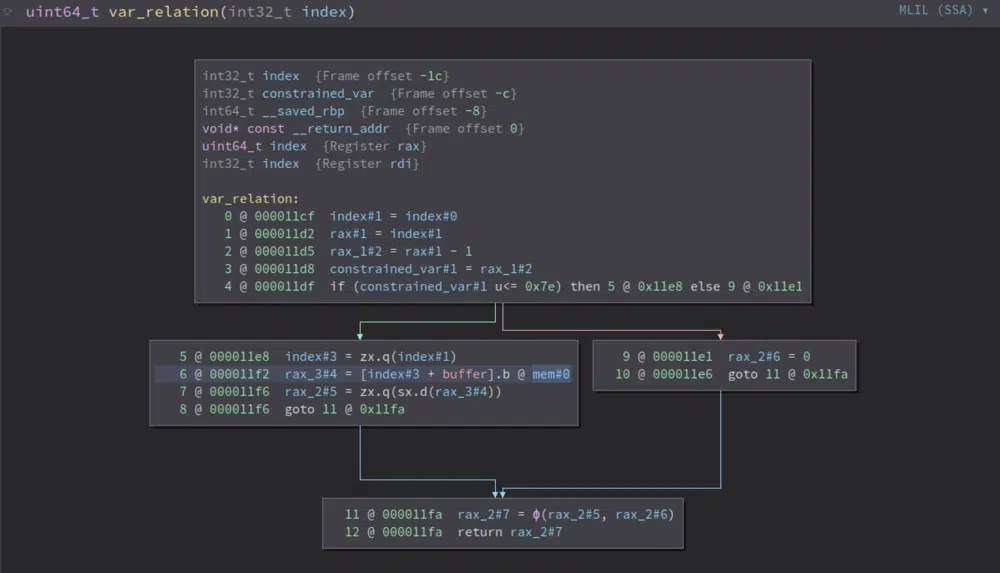 uint64_t var_relation(int32_t index)
MLIL (SSA) ▾
int32_t index  {Frame offset -1c}
int32_t constrained_var  {Frame offset -c}
int64_t __saved_rbp  {Frame offset -8}
void* const __return_addr  {Frame offset 0}
uint64_t index  {Register rax}
int32_t index  {Register rdi}
var_relation:
0 @ 000011cf  index#1 = index#0
1 @ 000011d2  rax#1 = index#1
2 @ 000011d5  rax_1#2 = rax#1 - 1
3 @ 000011d8  constrained_var#1 = rax_1#2
4 @ 000011df  if (constrained_var#1 u<= 0x7e) then 5 @ 0x11e8 else 9 @ 0x11e1
5 @ 000011e8  index#3 = zx.q(index#1)
6 @ 000011f2  rax_3#4 = [index#3 + buffer].b @ mem#0
7 @ 000011f6  rax_2#5 = zx.q(sx.d(rax_3#4))
8 @ 000011f6  goto 11 @ 0x11fa
9 @ 000011e1  rax_2#6 = 0
10 @ 000011e6  goto 11 @ 0x11fa
11 @ 000011fa  rax_2#7 = ϕ(rax_2#5, rax_2#6)
12 @ 000011fa  return rax_2#7